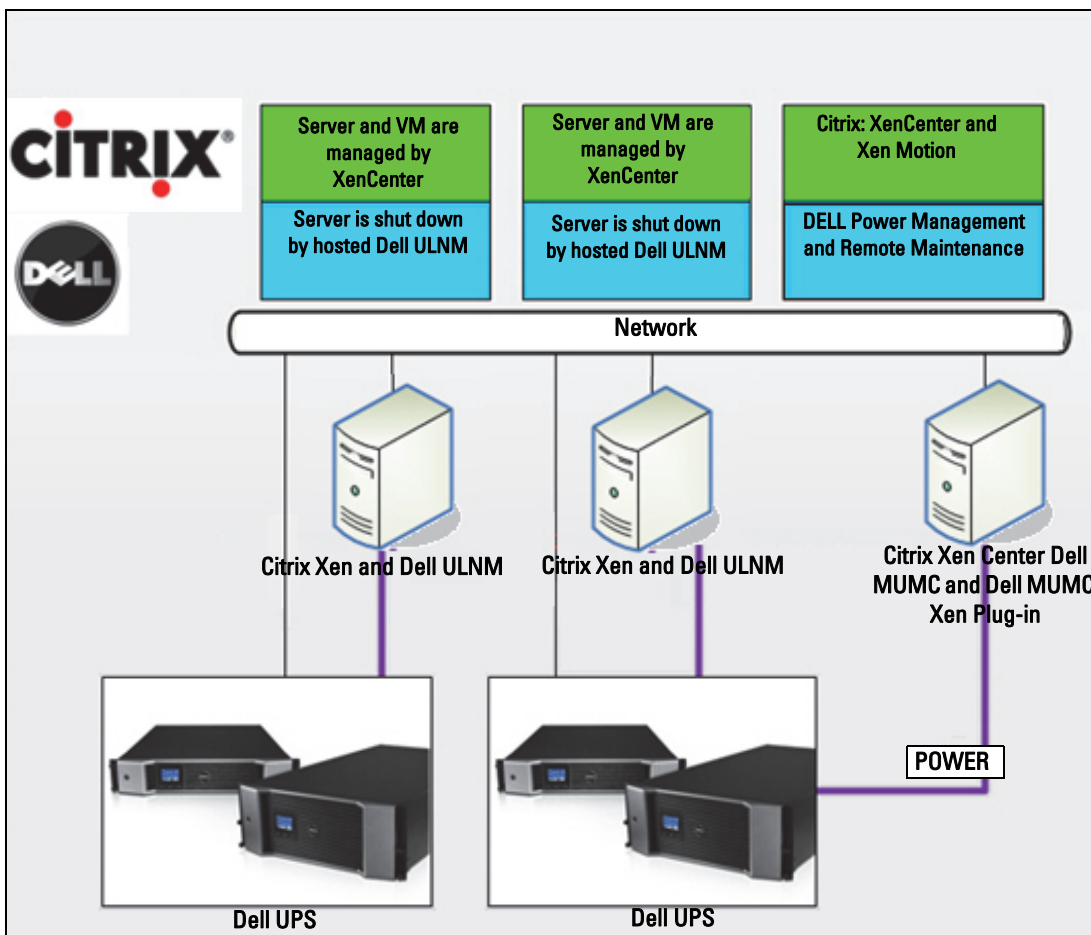 CITRIX®
DELL
Server and VM are
managed by
XenCenter
Server is shut down
by hosted Dell ULNM
Server and VM are
managed by
XenCenter
Server is shut down
by hosted Dell ULNM
Citrix: XenCenter and
Xen Motion
DELL Power Management
and Remote Maintenance
Network
Citrix Xen and Dell ULNM
Citrix Xen and Dell ULNM
Citrix Xen Center Dell
MUMC and Dell MUMC
Xen Plug-in
POWER
Dell UPS
Dell UPS